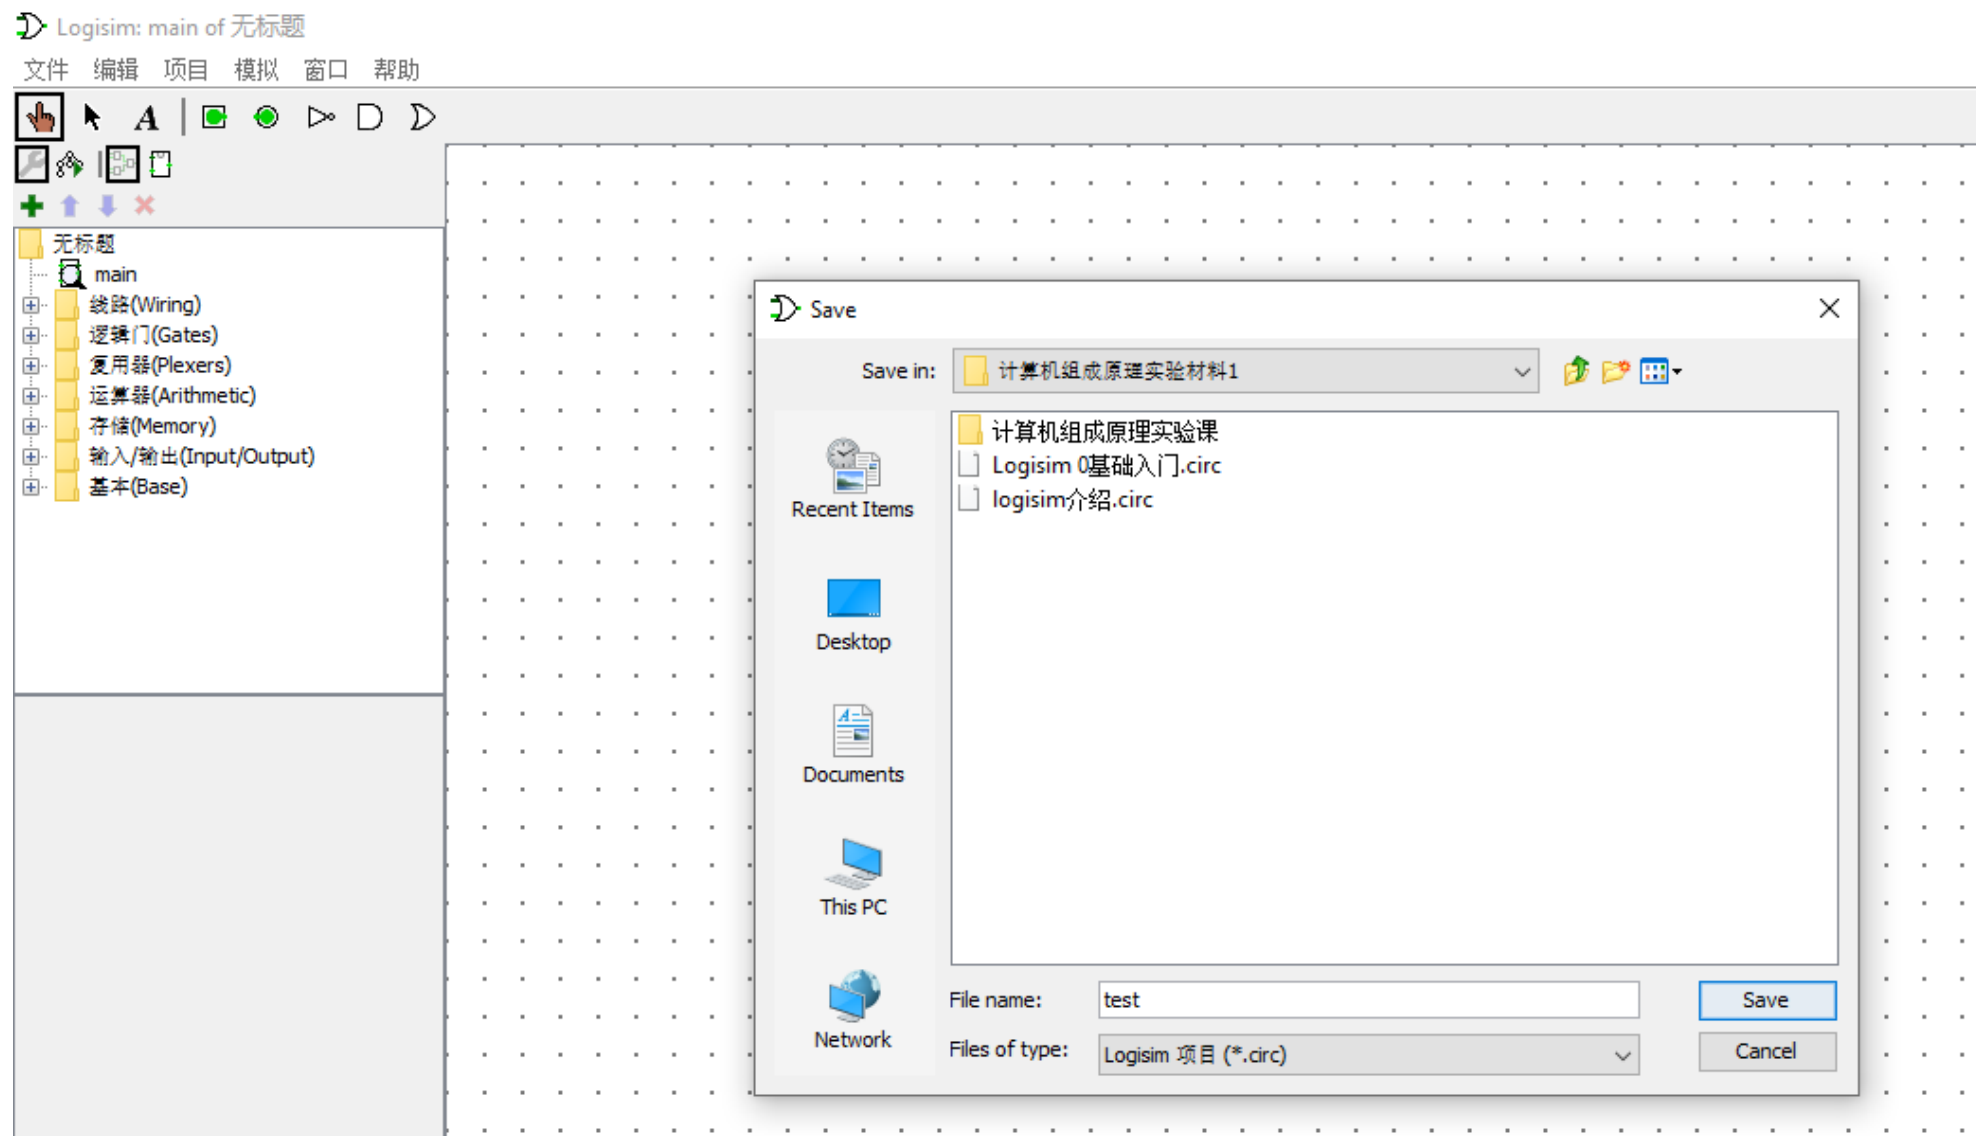 Logisim: main of 无标题
文件 编辑 项目 模拟 窗口 帮助
A
无标题
main
线路(Wiring)
逻辑门(Gates)
复用器(Plexers)
运算器(Arithmetic)
存储(Memory)
输入/输出(Input/Output)
基本(Base)
Save
Save in: 计算机组成原理实验材料1
计算机组成原理实验课
Logisim 0基础入门.circ
logisim介绍.circ
Recent Items
Desktop
Documents
This PC
Network
File name: test Save
Files of type: Logisim 项目 (*.circ) Cancel